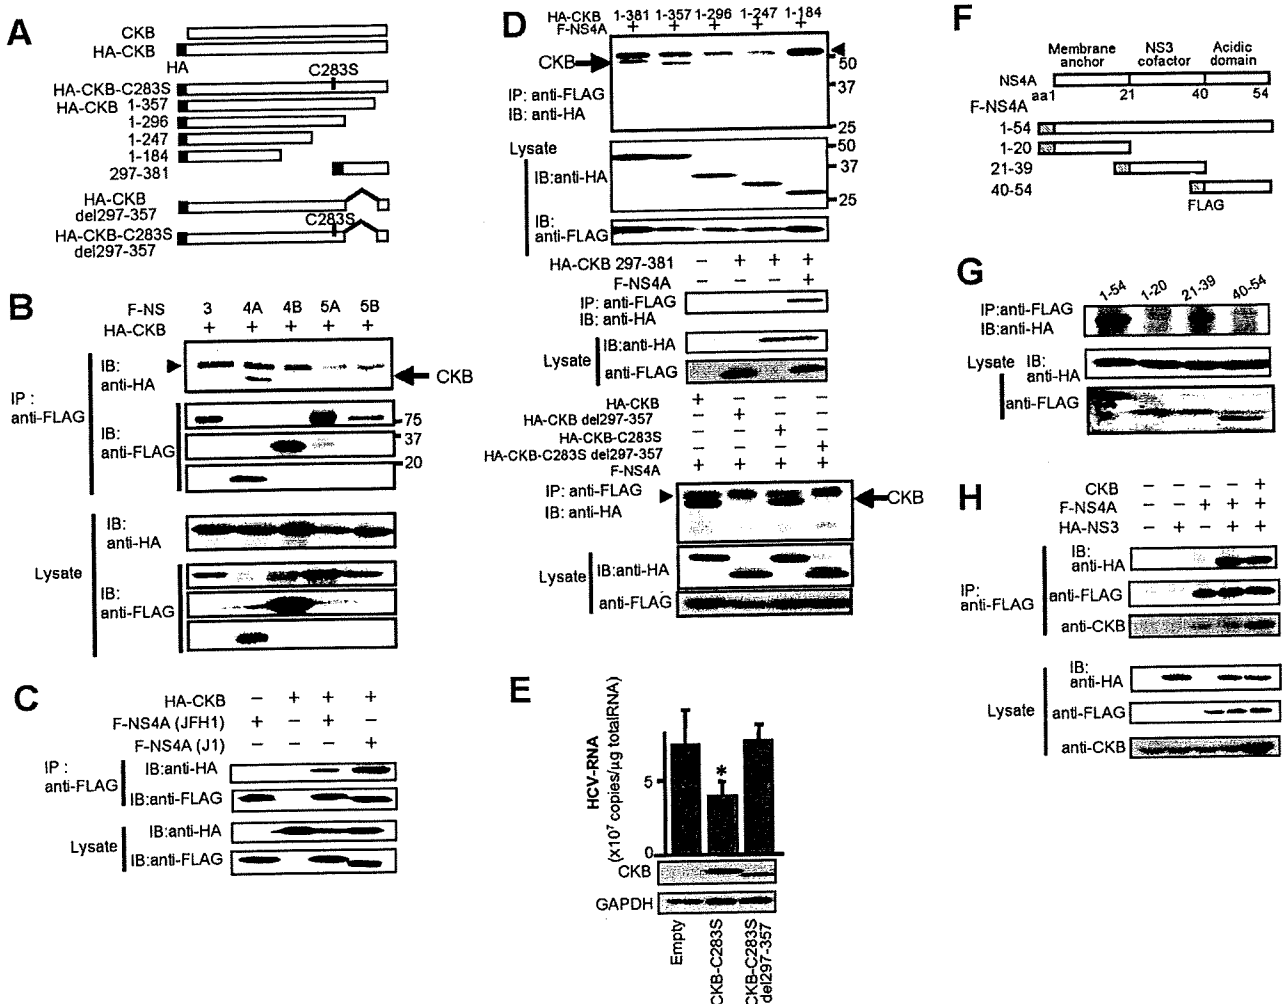 A
CKB
HA-CKB
HA
C283S
HA-CKB-C283S
HA-CKB 1-357
1-296
1-247
1-184
297-381
HA-CKB
del297-357
C283S
HA-CKB-C283S
del297-357
B
F-NS 3 4A 4B 5A 5B
HA-CKB + + + + +
IP :
anti-FLAG
IB:
anti-HA
CKB
IB:
anti-FLAG
75
37
20
Lysate
IB:
anti-HA
IB:
anti-FLAG
C
HA-CKB − + + +
F-NS4A (JFH1) + − + −
F-NS4A (J1) − − − +
IP :
anti-FLAG
IB:anti-HA
IB:anti-FLAG
Lysate
IB:anti-HA
IB:anti-FLAG
D
HA-CKB 1-381 1-357 1-296 1-247 1-184
F-NS4A + + + + +
CKB
IP: anti-FLAG
IB: anti-HA
50
37
25
Lysate
IB:anti-HA
50
37
25
IB:
anti-FLAG
HA-CKB 297-381 − + + +
F-NS4A − − − +
IP: anti-FLAG
IB: anti-HA
Lysate
IB:anti-HA
anti-FLAG
HA-CKB + − − −
HA-CKB del297-357 − + − −
HA-CKB-C283S − − + −
HA-CKB-C283S del297-357 − − − +
F-NS4A + + + +
IP: anti-FLAG
IB: anti-HA
CKB
Lysate
IB:anti-HA
anti-FLAG
E
HCV-RNA
(x10⁷ copies/µg totalRNA)
5
0
*
CKB
GAPDH
Empty
CKB-C283S
CKB-C283S
del297-357
F
Membrane
anchor
NS3
cofactor
Acidic
domain
NS4A
aa1 21 40 54
F-NS4A
1-54
1-20
21-39
40-54
FLAG
G
1-54 1-20 21-39 40-54
IP:anti-FLAG
IB:anti-HA
Lysate IB:
anti-HA
anti-FLAG
H
CKB − − − − +
F-NS4A − − + + +
HA-NS3 − + − + +
IP:
anti-FLAG
IB:
anti-HA
anti-FLAG
anti-CKB
Lysate
IB:
anti-HA
anti-FLAG
anti-CKB